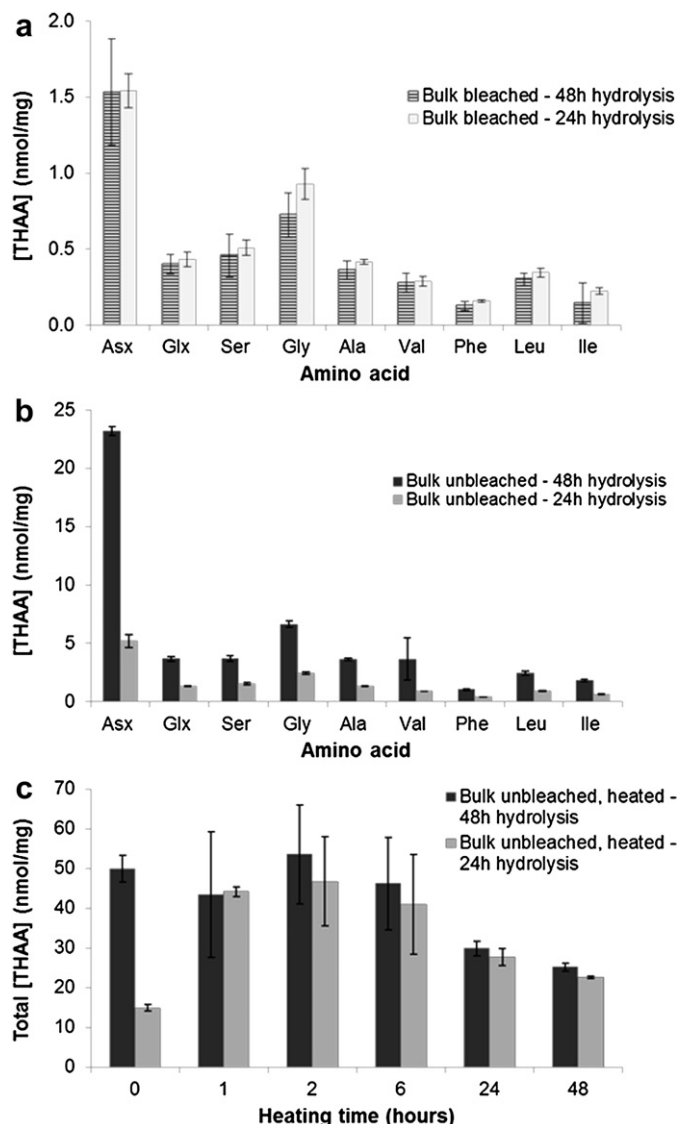 a
2.0
1.5
1.0
0.5
0.0
[THAA] (nmol/mg)
Bulk bleached - 48h hydrolysis
Bulk bleached - 24h hydrolysis
Asx Glx Ser Gly Ala Val Phe Leu Ile
Amino acid
b
25
20
15
10
5
0
[THAA] (nmol/mg)
Bulk unbleached - 48h hydrolysis
Bulk unbleached - 24h hydrolysis
Asx Glx Ser Gly Ala Val Phe Leu Ile
Amino acid
c
70
60
50
40
30
20
10
0
Total [THAA] (nmol/mg)
Bulk unbleached, heated -
48h hydrolysis
Bulk unbleached, heated -
24h hydrolysis
0 1 2 6 24 48
Heating time (hours)